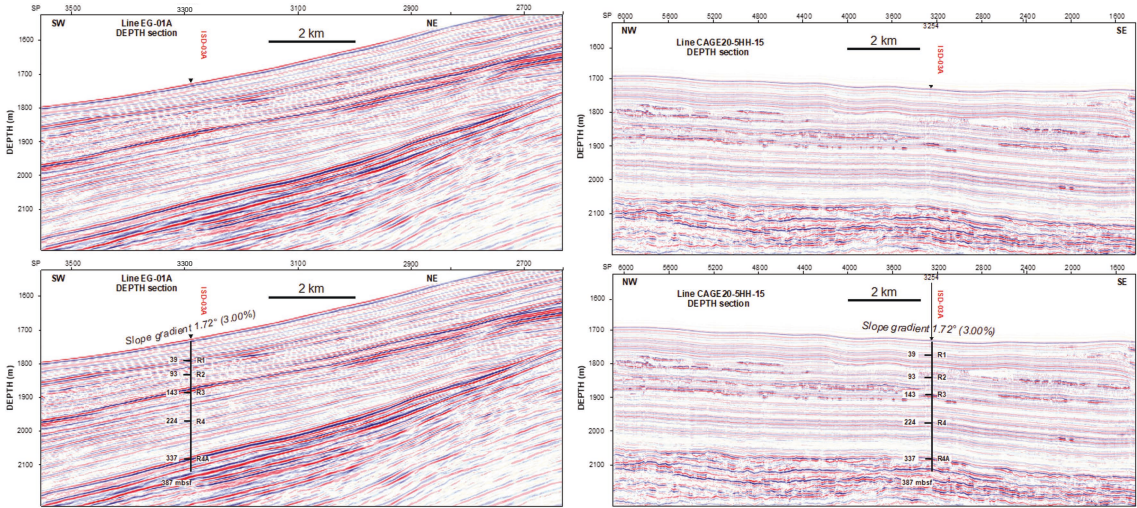 SP 3500 3300 3100 2900 2700
SW Line EG-01A NE
DEPTH section
2 km
ISD-03A
DEPTH (m)
1600
1700
1800
1900
2000
2100
SP 6000 5600 5200 4800 4400 4000 3600 3254 3200 2800 2400 2000 1600
NW SE
Line CAGE20-5HH-15
DEPTH section
2 km
ISD-03A
DEPTH (m)
1600
1700
1800
1900
2000
2100
SP 3500 3300 3100 2900 2700
SW Line EG-01A NE
DEPTH section
2 km
ISD-03A
Slope gradient 1.72° (3.00%)
DEPTH (m)
1600
1700
1800
1900
2000
2100
39 R1
93 R2
143 R3
224 R4
337 R4A
387 mbsf
SP 6000 5600 5200 4800 4400 4000 3600 3254 3200 2800 2400 2000 1600
NW SE
Line CAGE20-5HH-15
DEPTH section
2 km
ISD-03A
Slope gradient 1.72° (3.00%)
DEPTH (m)
1600
1700
1800
1900
2000
2100
39 R1
93 R2
143 R3
224 R4
337 R4A
387 mbsf